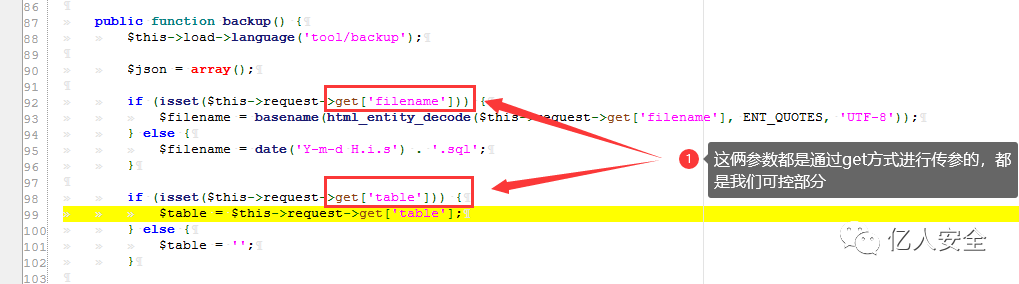 86
87 public function backup() {
88 $this->load->language('tool/backup');
89
90 $json = array();
91
92 if (isset($this->request->get['filename'])) {
93 $filename = basename(html_entity_decode($this->request->get['filename'], ENT_QUOTES, 'UTF-8'));
94 } else {
95 $filename = date('Y-m-d H.i.s') . '.sql';
96 }
97
98 if (isset($this->request->get['table'])) {
99 $table = $this->request->get['table'];
100 } else {
101 $table = '';
102 }
103
1
这俩参数都是通过get方式进行传参的，都
是我们可控部分
亿人安全